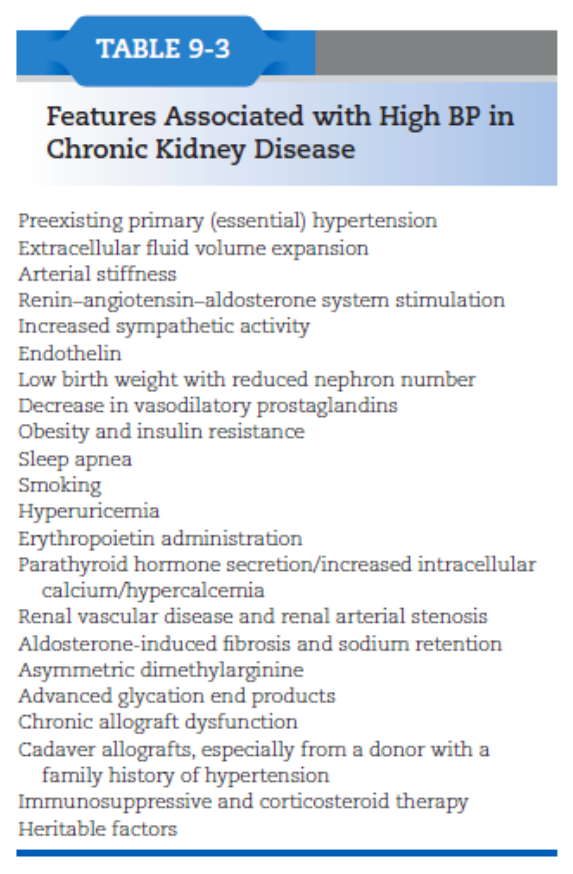 TABLE 9-3
Features Associated with High BP in
Chronic Kidney Disease
Preexisting primary (essential) hypertension
Extracellular fluid volume expansion
Arterial stiffness
Renin–angiotensin–aldosterone system stimulation
Increased sympathetic activity
Endothelin
Low birth weight with reduced nephron number
Decrease in vasodilatory prostaglandins
Obesity and insulin resistance
Sleep apnea
Smoking
Hyperuricemia
Erythropoietin administration
Parathyroid hormone secretion/increased intracellular
calcium/hypercalcemia
Renal vascular disease and renal arterial stenosis
Aldosterone-induced fibrosis and sodium retention
Asymmetric dimethylarginine
Advanced glycation end products
Chronic allograft dysfunction
Cadaver allografts, especially from a donor with a
family history of hypertension
Immunosuppressive and corticosteroid therapy
Heritable factors